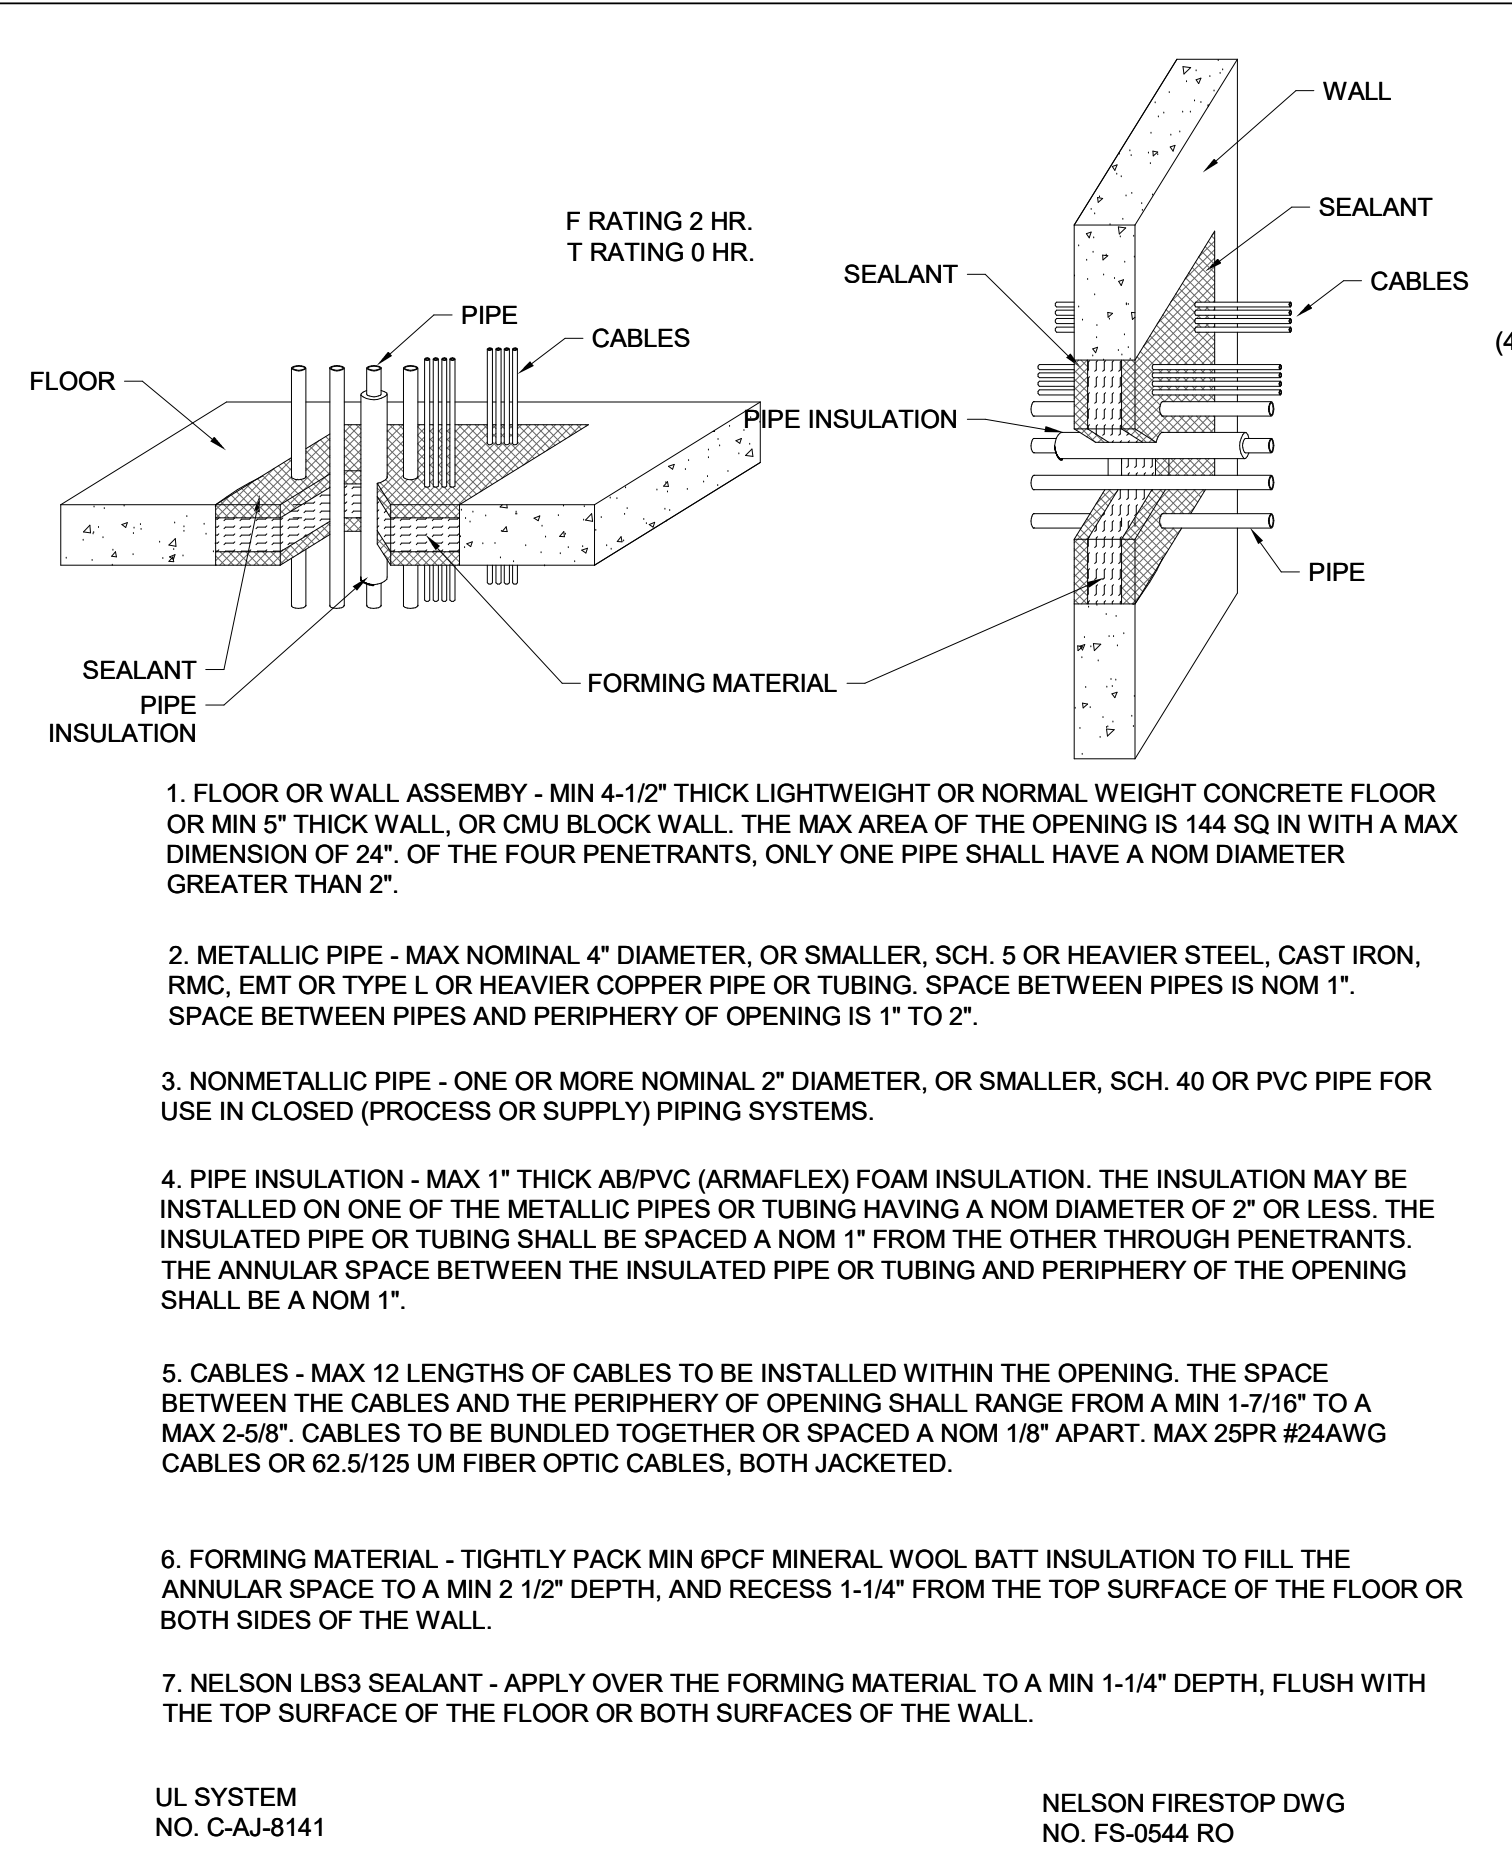 WALL
SEALANT
F RATING 2 HR.
T RATING 0 HR.
SEALANT
CABLES
PIPE
CABLES
(4
FLOOR
PIPE INSULATION
PIPE
SEALANT
FORMING MATERIAL
PIPE
INSULATION
1. FLOOR OR WALL ASSEMBY - MIN 4-1/2" THICK LIGHTWEIGHT OR NORMAL WEIGHT CONCRETE FLOOR
OR MIN 5" THICK WALL, OR CMU BLOCK WALL. THE MAX AREA OF THE OPENING IS 144 SQ IN WITH A MAX
DIMENSION OF 24". OF THE FOUR PENETRANTS, ONLY ONE PIPE SHALL HAVE A NOM DIAMETER
GREATER THAN 2".
2. METALLIC PIPE - MAX NOMINAL 4" DIAMETER, OR SMALLER, SCH. 5 OR HEAVIER STEEL, CAST IRON,
RMC, EMT OR TYPE L OR HEAVIER COPPER PIPE OR TUBING. SPACE BETWEEN PIPES IS NOM 1".
SPACE BETWEEN PIPES AND PERIPHERY OF OPENING IS 1" TO 2".
3. NONMETALLIC PIPE - ONE OR MORE NOMINAL 2" DIAMETER, OR SMALLER, SCH. 40 OR PVC PIPE FOR
USE IN CLOSED (PROCESS OR SUPPLY) PIPING SYSTEMS.
4. PIPE INSULATION - MAX 1" THICK AB/PVC (ARMAFLEX) FOAM INSULATION. THE INSULATION MAY BE
INSTALLED ON ONE OF THE METALLIC PIPES OR TUBING HAVING A NOM DIAMETER OF 2" OR LESS. THE
INSULATED PIPE OR TUBING SHALL BE SPACED A NOM 1" FROM THE OTHER THROUGH PENETRANTS.
THE ANNULAR SPACE BETWEEN THE INSULATED PIPE OR TUBING AND PERIPHERY OF THE OPENING
SHALL BE A NOM 1".
5. CABLES - MAX 12 LENGTHS OF CABLES TO BE INSTALLED WITHIN THE OPENING. THE SPACE
BETWEEN THE CABLES AND THE PERIPHERY OF OPENING SHALL RANGE FROM A MIN 1-7/16" TO A
MAX 2-5/8". CABLES TO BE BUNDLED TOGETHER OR SPACED A NOM 1/8" APART. MAX 25PR #24AWG
CABLES OR 62.5/125 UM FIBER OPTIC CABLES, BOTH JACKETED.
6. FORMING MATERIAL - TIGHTLY PACK MIN 6PCF MINERAL WOOL BATT INSULATION TO FILL THE
ANNULAR SPACE TO A MIN 2 1/2" DEPTH, AND RECESS 1-1/4" FROM THE TOP SURFACE OF THE FLOOR OR
BOTH SIDES OF THE WALL.
7. NELSON LBS3 SEALANT - APPLY OVER THE FORMING MATERIAL TO A MIN 1-1/4" DEPTH, FLUSH WITH
THE TOP SURFACE OF THE FLOOR OR BOTH SURFACES OF THE WALL.
UL SYSTEM
NO. C-AJ-8141
NELSON FIRESTOP DWG
NO. FS-0544 RO